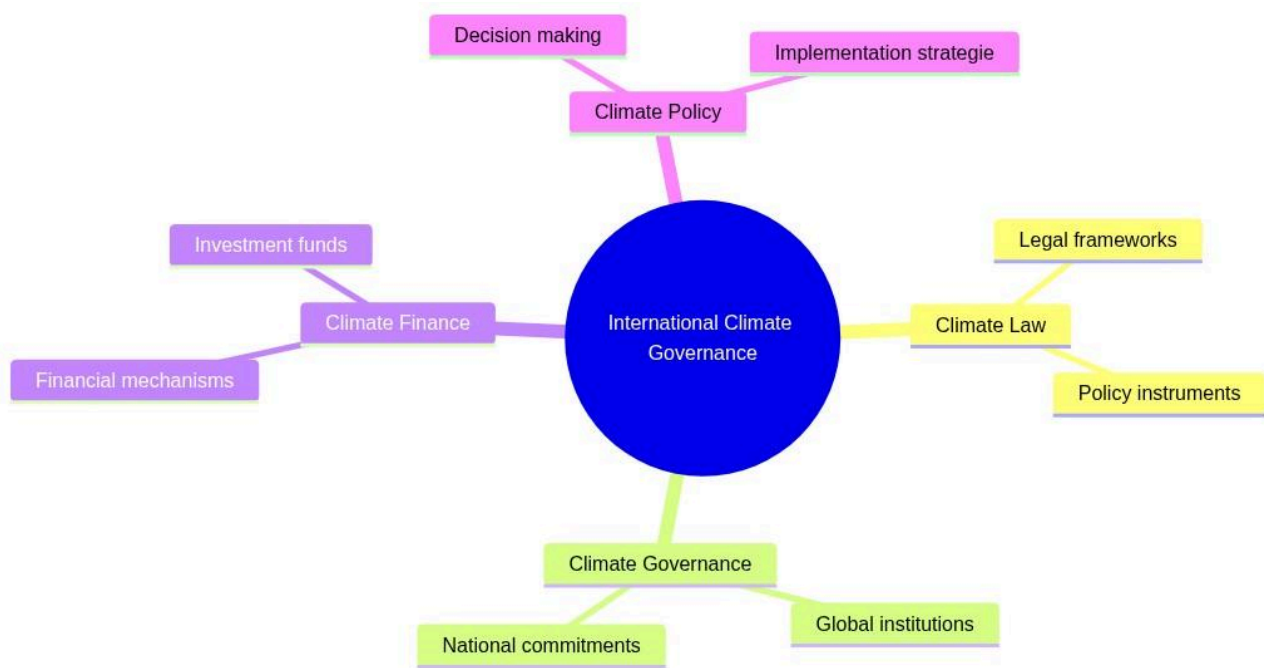 Decision making
Implementation strategie
Climate Policy
Investment funds
Legal frameworks
Climate Finance
International Climate
Governance
Climate Law
Financial mechanisms
Policy instruments
Climate Governance
Global institutions
National commitments